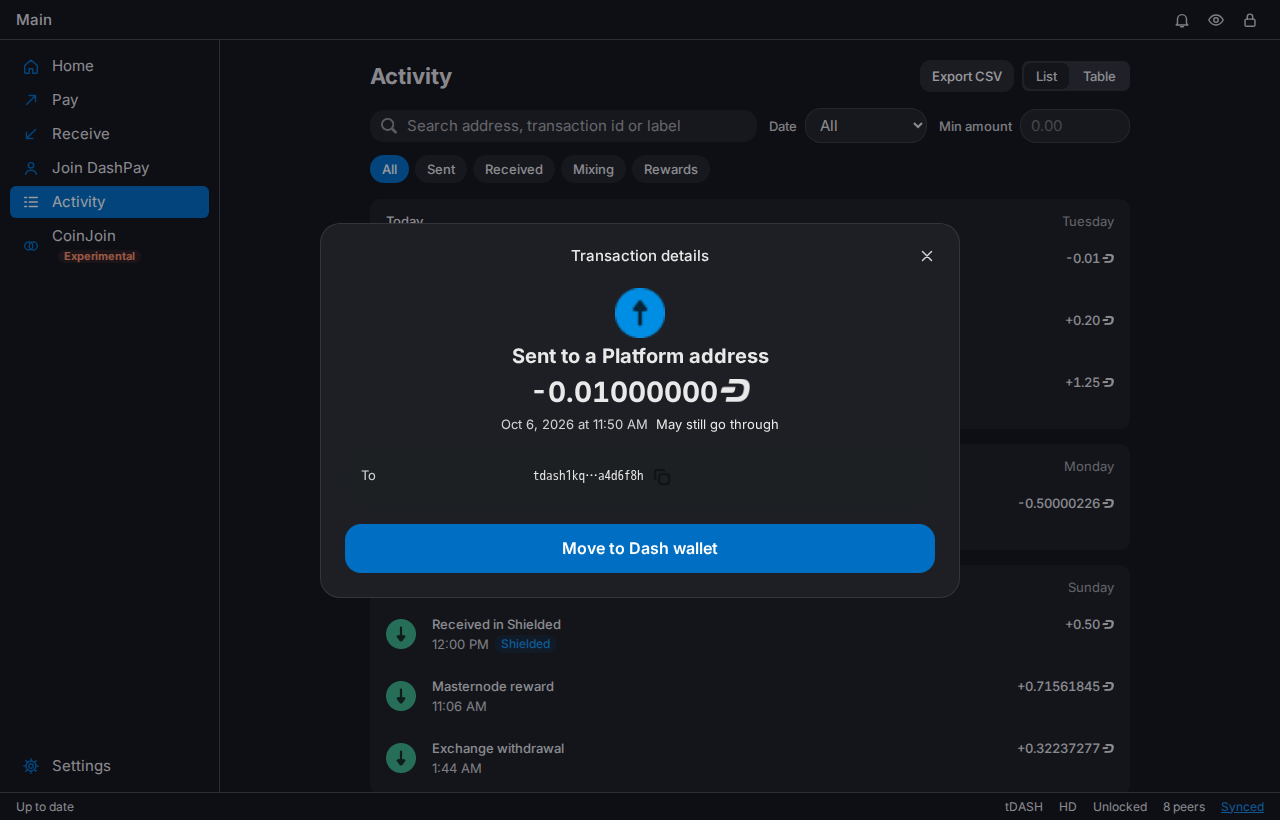 Main
Home
Pay
Receive
Join DashPay
Activity
CoinJoin
Experimental
Settings
Activity
Export CSV
List
Table
Search address, transaction id or label
Date
All
Min amount
0.00
All
Sent
Received
Mixing
Rewards
Today
Tuesday
-0.01
+0.20
+1.25
Monday
-0.50000226
Sunday
Transaction details
Sent to a Platform address
-0.01000000
Oct 6, 2026 at 11:50 AM May still go through
To
tdash1kq…a4d6f8h
Move to Dash wallet
Received in Shielded
+0.50
12:00 PM Shielded
Masternode reward
+0.71561845
11:06 AM
Exchange withdrawal
+0.32237277
1:44 AM
Up to date
tDASH
HD
Unlocked
8 peers
Synced